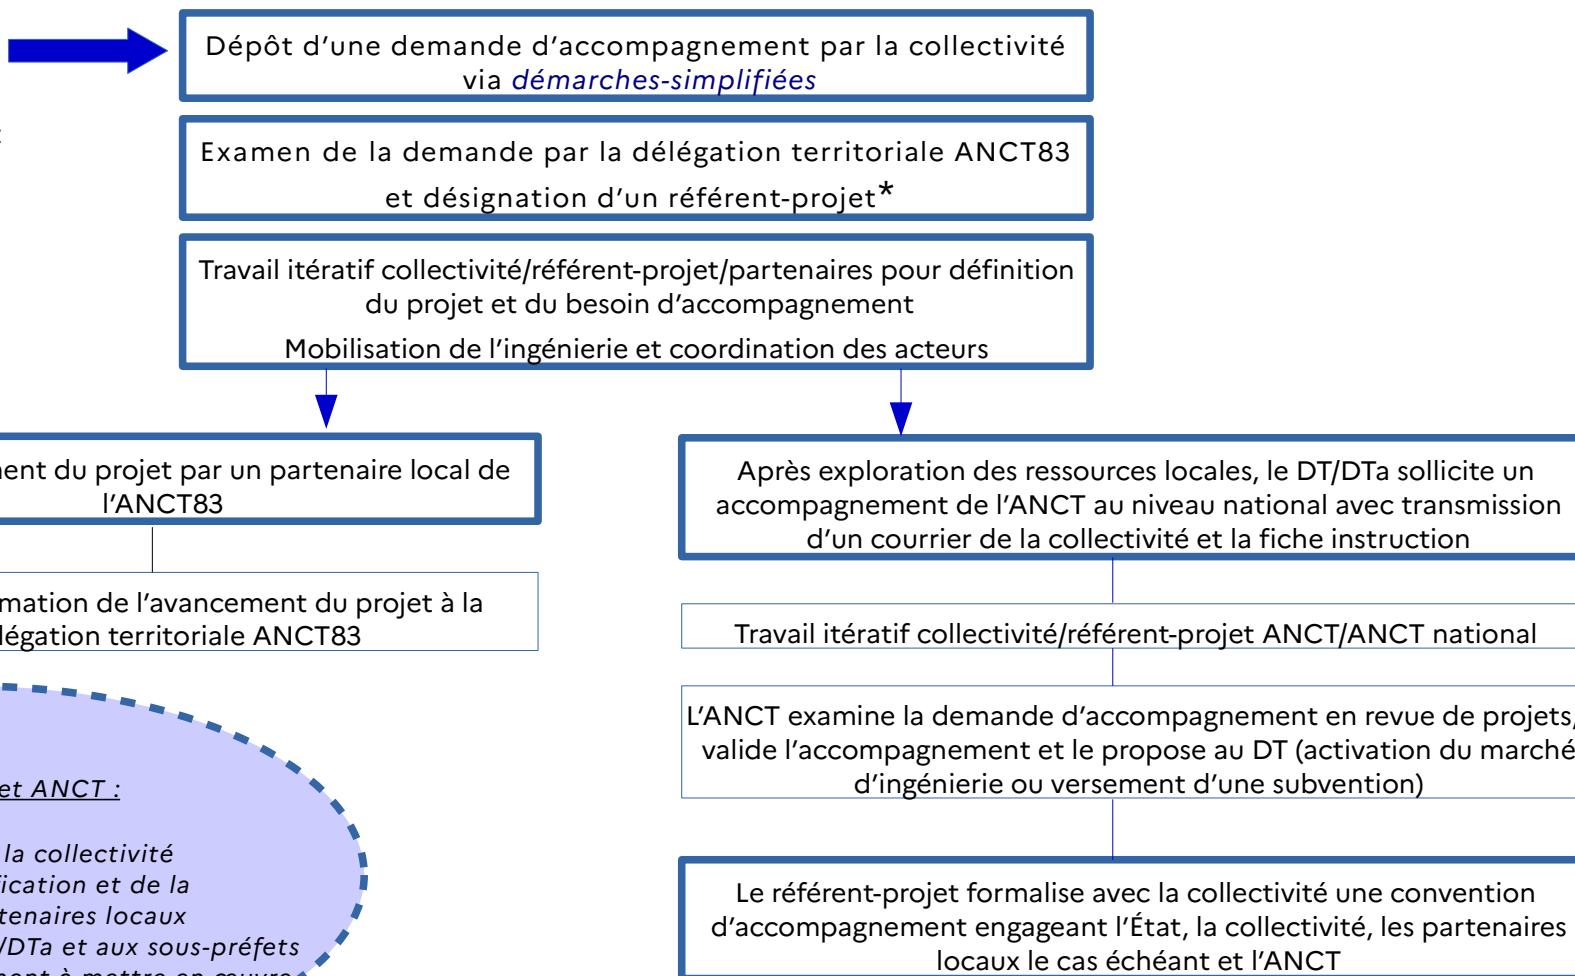 Dépôt d’une demande d’accompagnement par la collectivité
via démarches-simplifiées
:
Examen de la demande par la délégation territoriale ANCT83
et désignation d’un référent-projet*
Travail itératif collectivité/référent-projet/partenaires pour définition
du projet et du besoin d’accompagnement
Mobilisation de l’ingénierie et coordination des acteurs
du projet par un partenaire local de
l’ANCT83
de l’avancement du projet à la
territoriale ANCT83
Après exploration des ressources locales, le DT/DTa sollicite un
accompagnement de l’ANCT au niveau national avec transmission
d’un courrier de la collectivité et la fiche instruction
Travail itératif collectivité/référent-projet ANCT/ANCT national
L’ANCT examine la demande d’accompagnement en revue de projets,
valide l’accompagnement et le propose au DT (activation du marché
d’ingénierie ou versement d’une subvention)
Le référent-projet formalise avec la collectivité une convention
d’accompagnement engageant l’État, la collectivité, les partenaires
locaux le cas échéant et l’ANCT
ANCT :
la collectivité
et de la
locaux
/DTa et aux sous-préfets
à mettre en œuvre